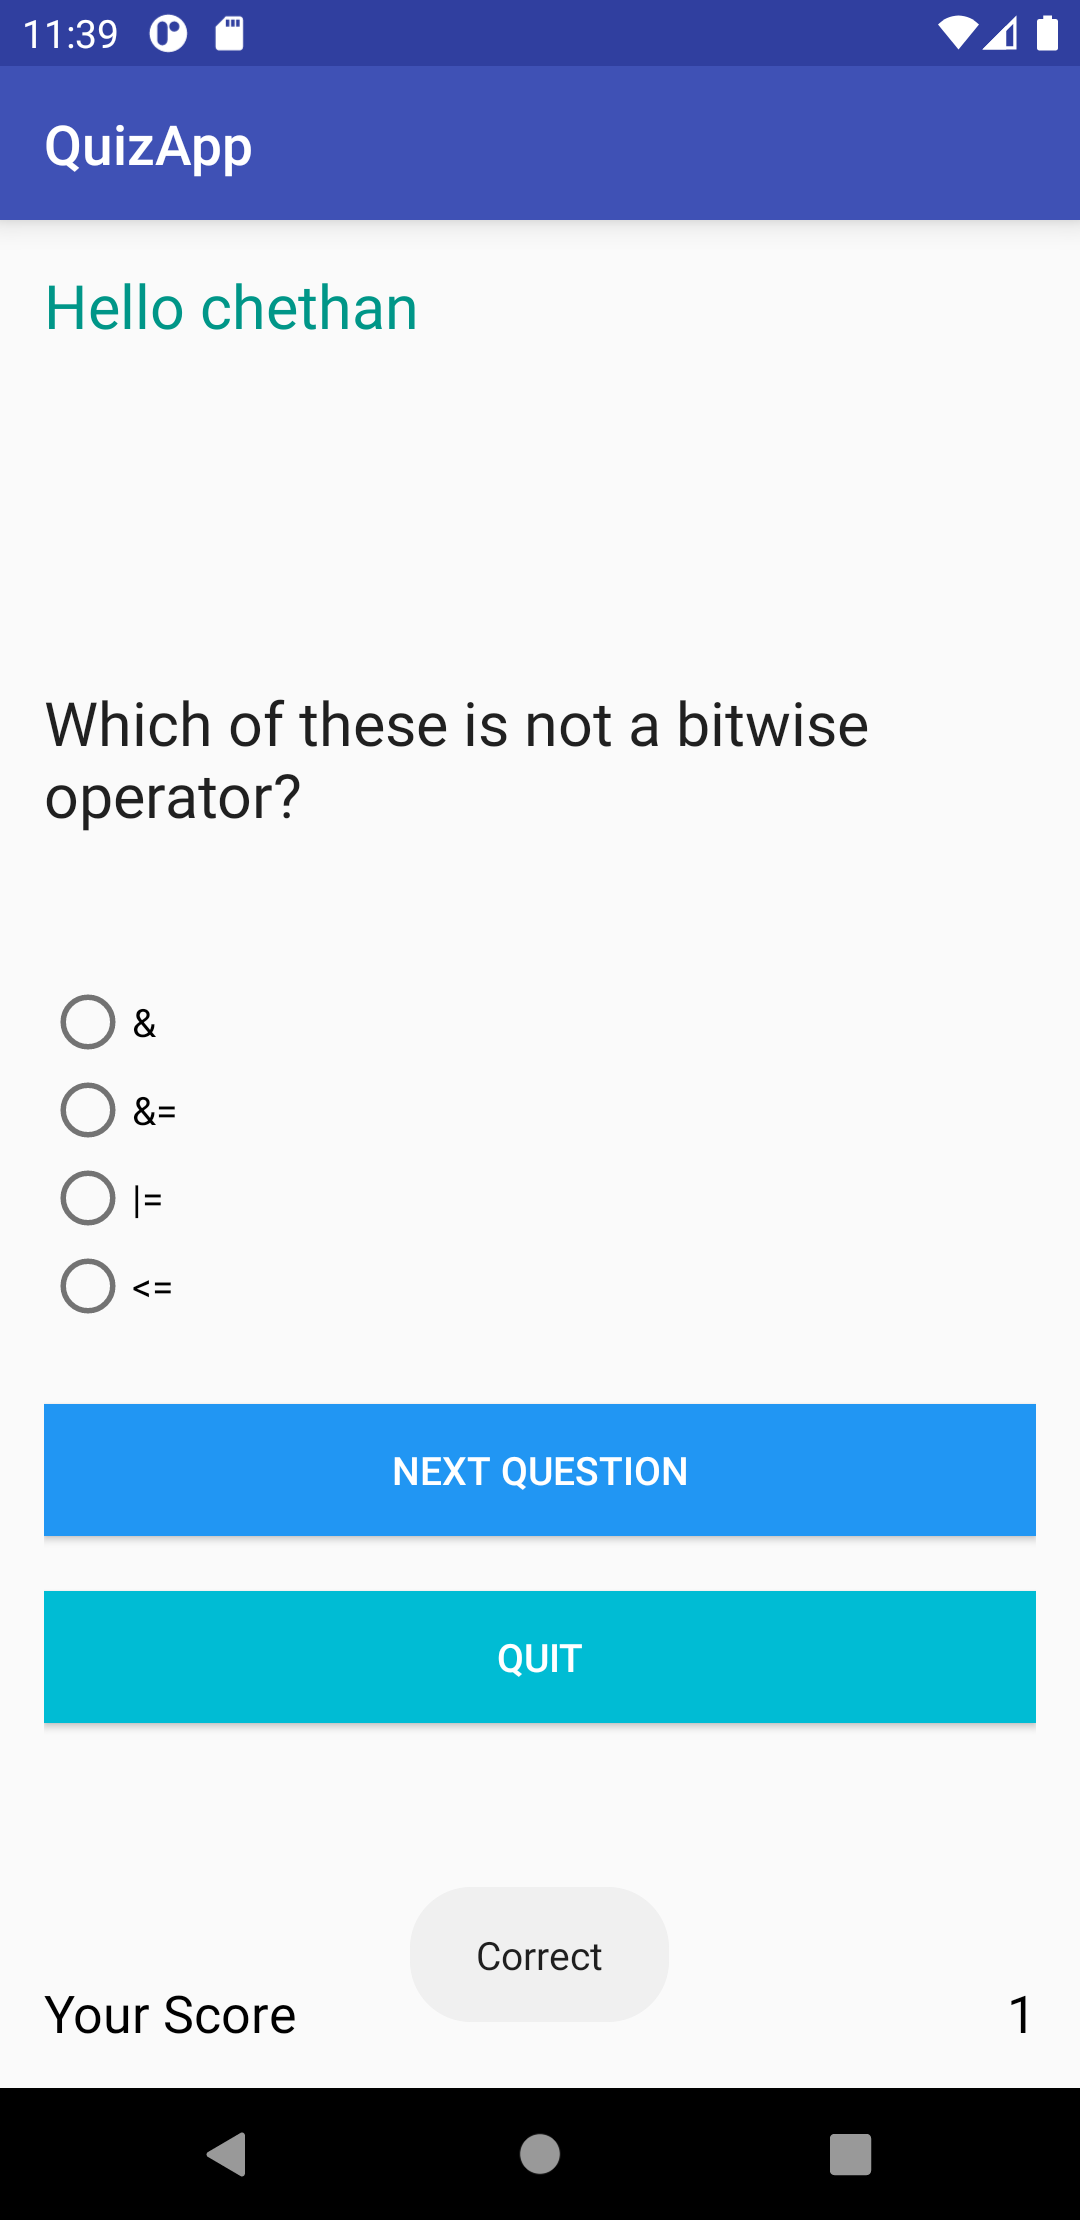 11:39
QuizApp
Hello chethan
Which of these is not a bitwise
operator?
&
&=
|=
<=
NEXT QUESTION
QUIT
Correct
Your Score 1